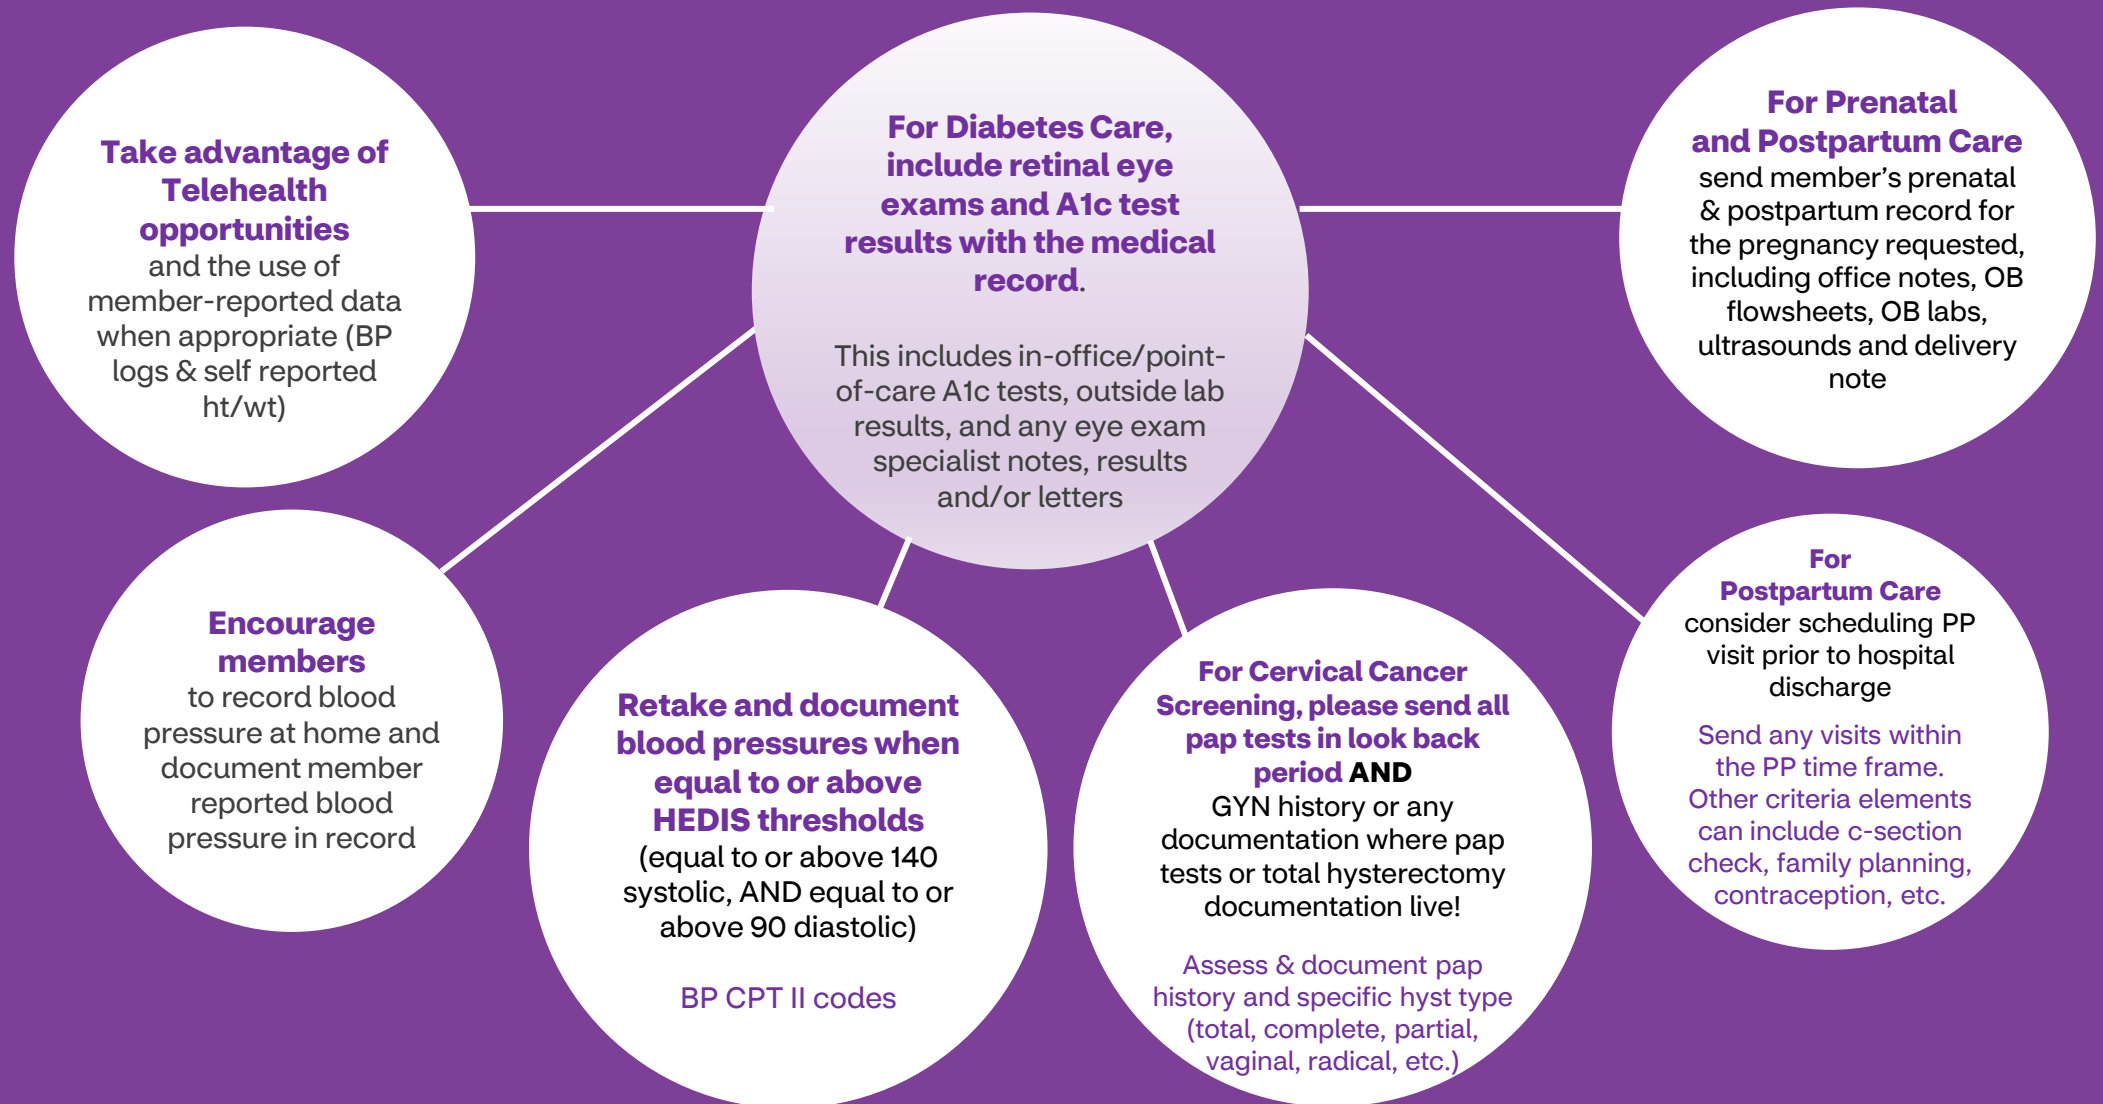 Take advantage of
Telehealth
opportunities
and the use of
member-reported data
when appropriate (BP
logs & self reported
ht/wt)
For Diabetes Care,
include retinal eye
exams and A1c test
results with the medical
record.
This includes in-office/point-
of-care A1c tests, outside lab
results, and any eye exam
specialist notes, results
and/or letters
For Prenatal
and Postpartum Care
send member’s prenatal
& postpartum record for
the pregnancy requested,
including office notes, OB
flowsheets, OB labs,
ultrasounds and delivery
note
Encourage
members
to record blood
pressure at home and
document member
reported blood
pressure in record
Retake and document
blood pressures when
equal to or above
HEDIS thresholds
(equal to or above 140
systolic, AND equal to or
above 90 diastolic)
BP CPT II codes
For Cervical Cancer
Screening, please send all
pap tests in look back
period AND
GYN history or any
documentation where pap
tests or total hysterectomy
documentation live!
Assess & document pap
history and specific hyst type
(total, complete, partial,
vaginal, radical, etc.)
For
Postpartum Care
consider scheduling PP
visit prior to hospital
discharge
Send any visits within
the PP time frame.
Other criteria elements
can include c-section
check, family planning,
contraception, etc.